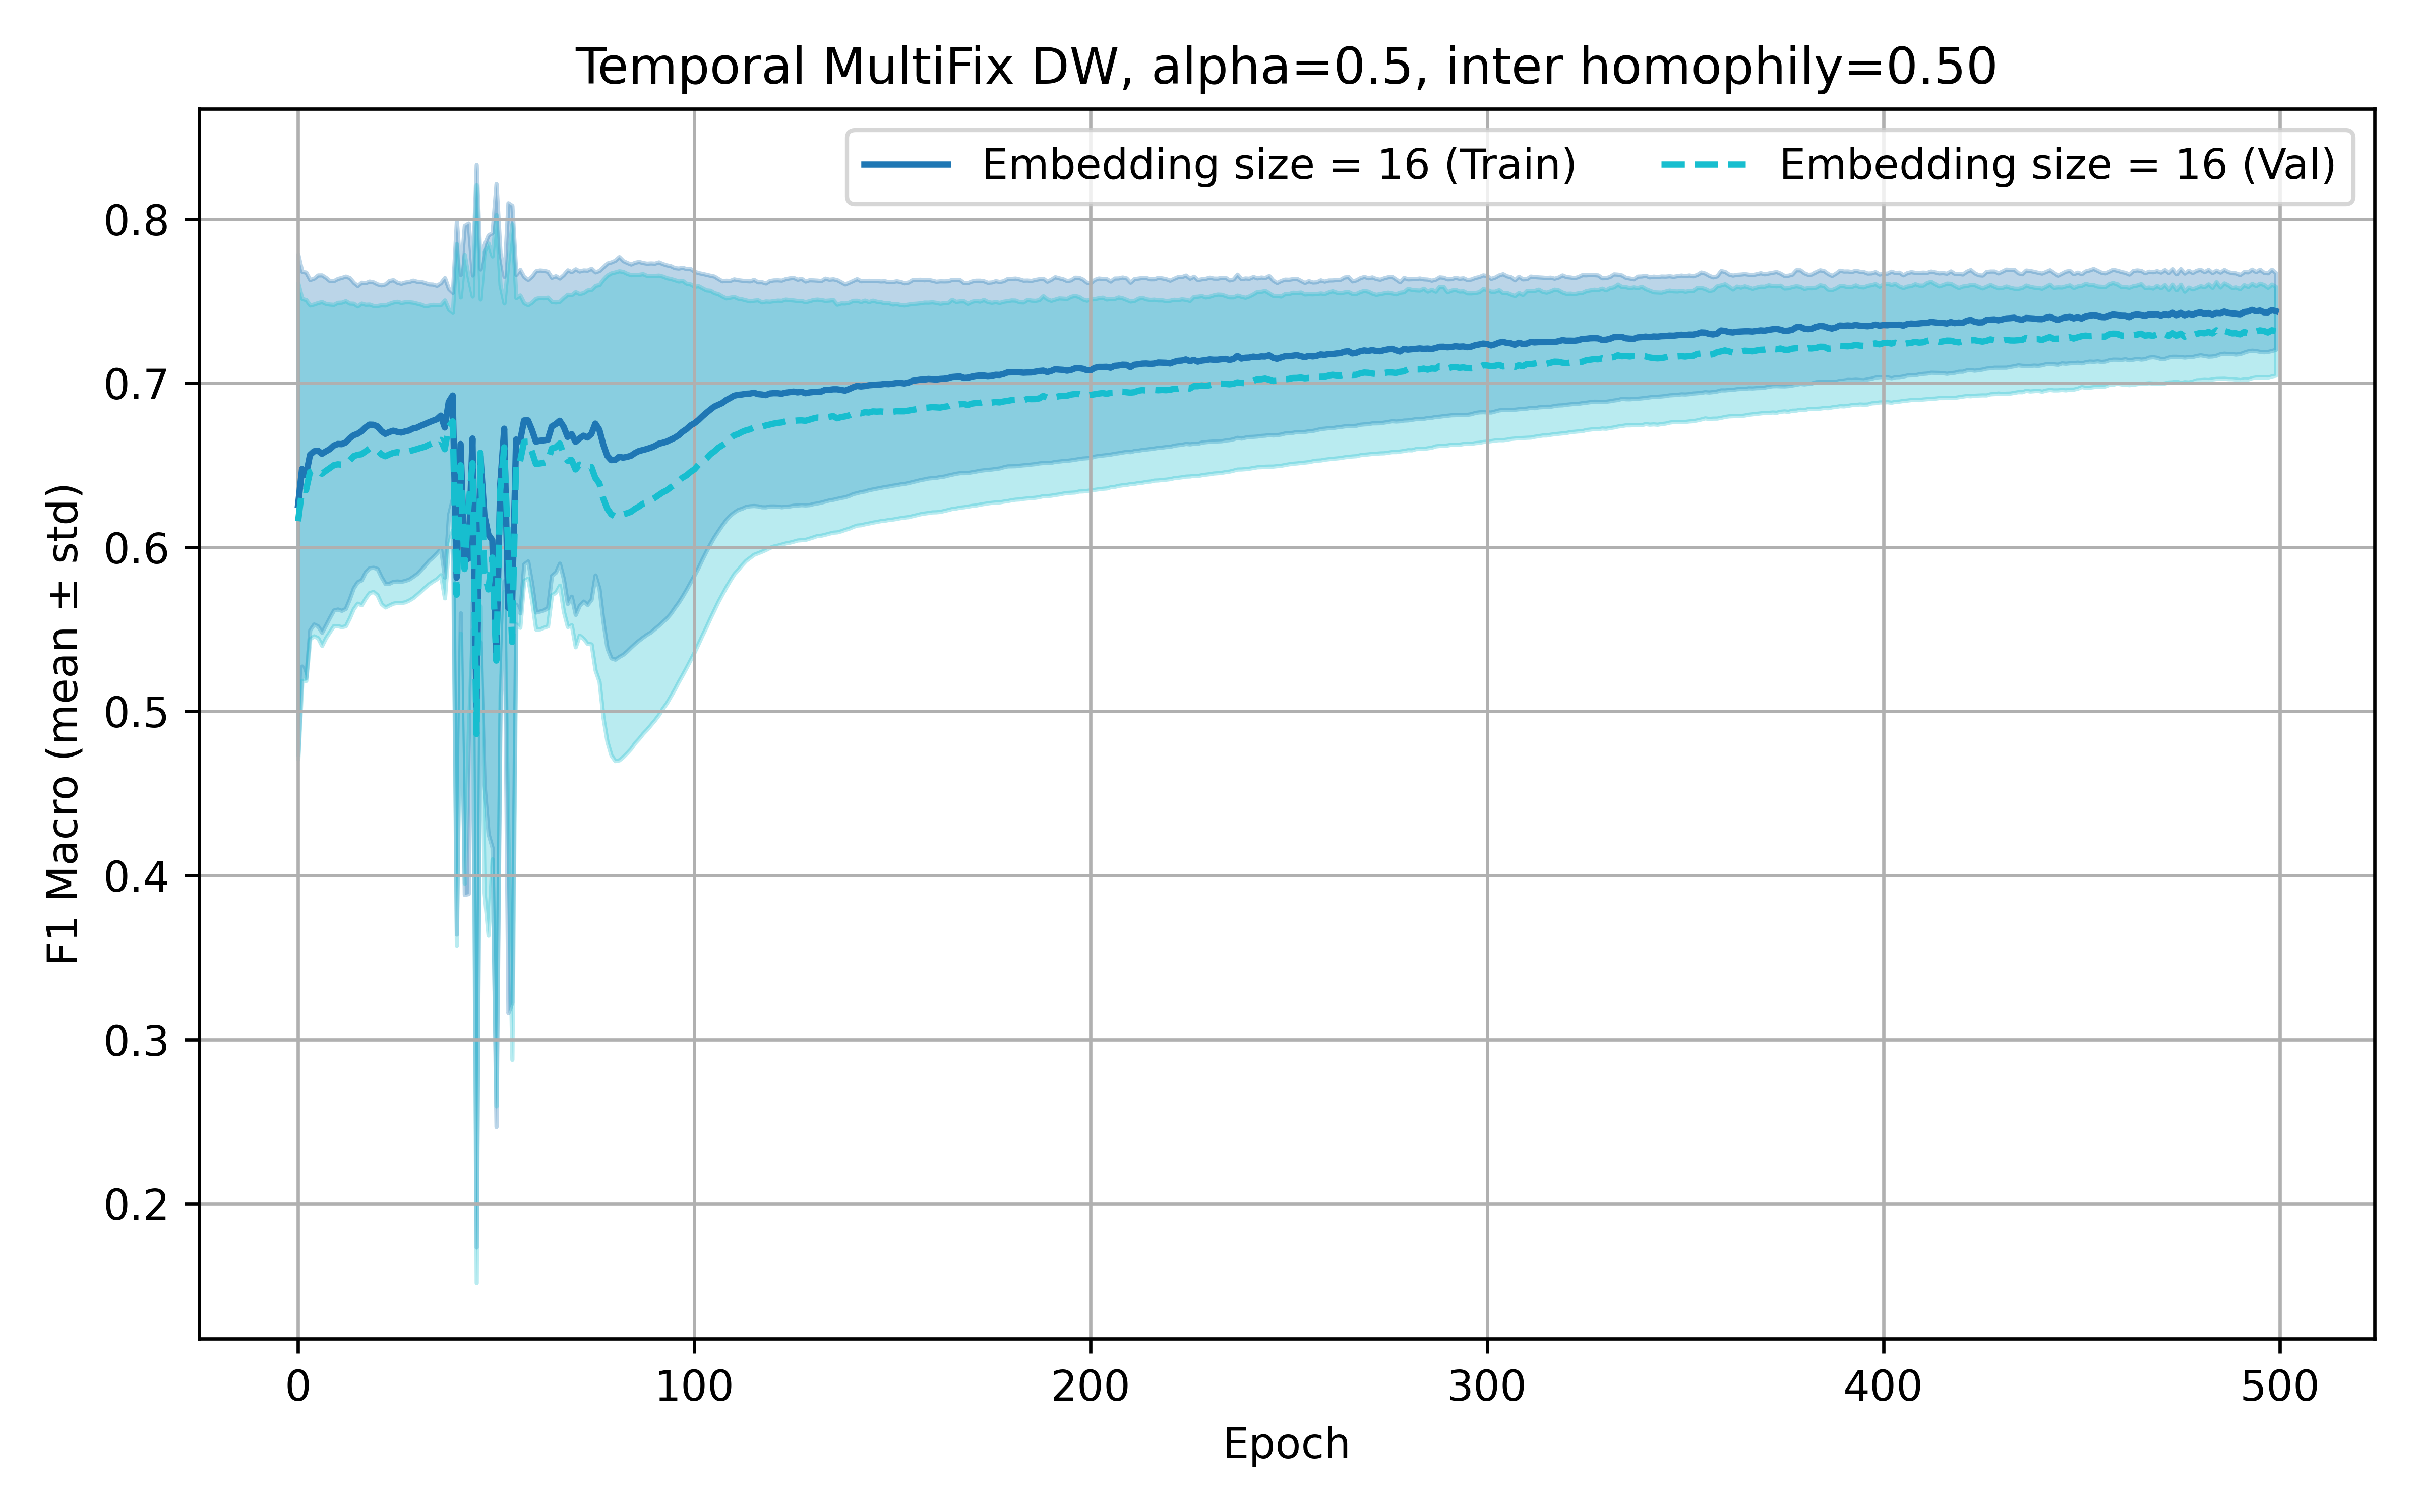 Temporal MultiFix DW, alpha=0.5, inter homophily=0.50
Embedding size = 16 (Train)
Embedding size = 16 (Val)
F1 Macro (mean ± std)
0.8
0.7
0.6
0.5
0.4
0.3
0.2
0
100
200
300
400
500
Epoch